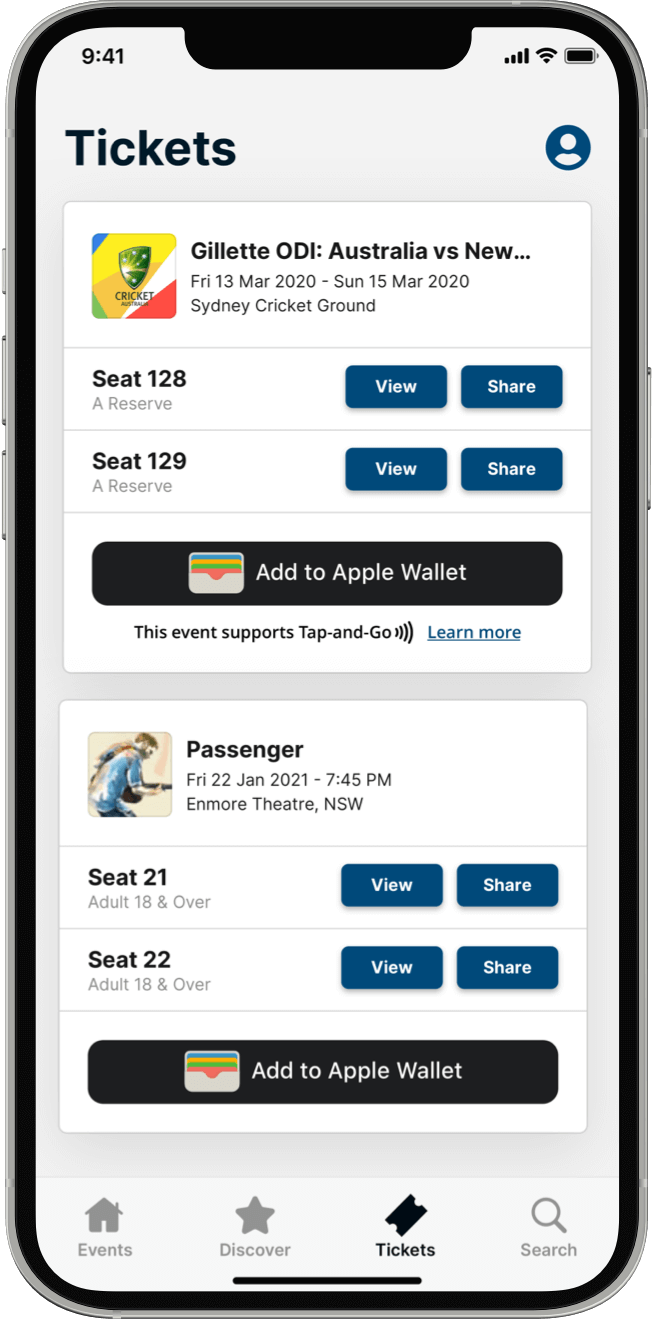 9:41
Tickets
CRICKET
AUSTRALIA
Gillette ODI: Australia vs New...
Fri 13 Mar 2020 - Sun 15 Mar 2020
Sydney Cricket Ground
Seat 128
A Reserve
View
Share
Seat 129
A Reserve
View
Share
Add to Apple Wallet
This event supports Tap-and-Go Learn more
Passenger
Fri 22 Jan 2021 - 7:45 PM
Enmore Theatre, NSW
Seat 21
Adult 18 & Over
View
Share
Seat 22
Adult 18 & Over
View
Share
Add to Apple Wallet
Events
Discover
Tickets
Search